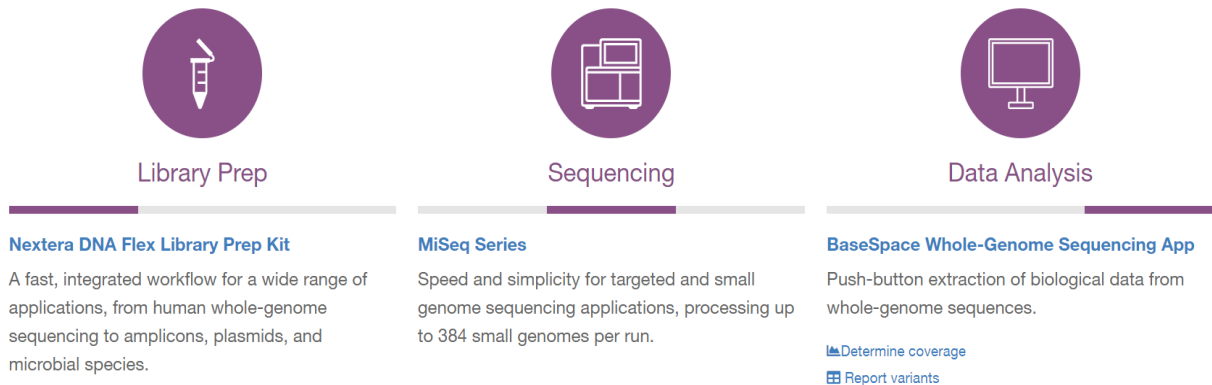 Library Prep
Nextera DNA Flex Library Prep Kit
A fast, integrated workflow for a wide range of
applications, from human whole-genome
sequencing to amplicons, plasmids, and
microbial species.
Sequencing
MiSeq Series
Speed and simplicity for targeted and small
genome sequencing applications, processing up
to 384 small genomes per run.
Data Analysis
BaseSpace Whole-Genome Sequencing App
Push-button extraction of biological data from
whole-genome sequences.
Determine coverage
Report variants